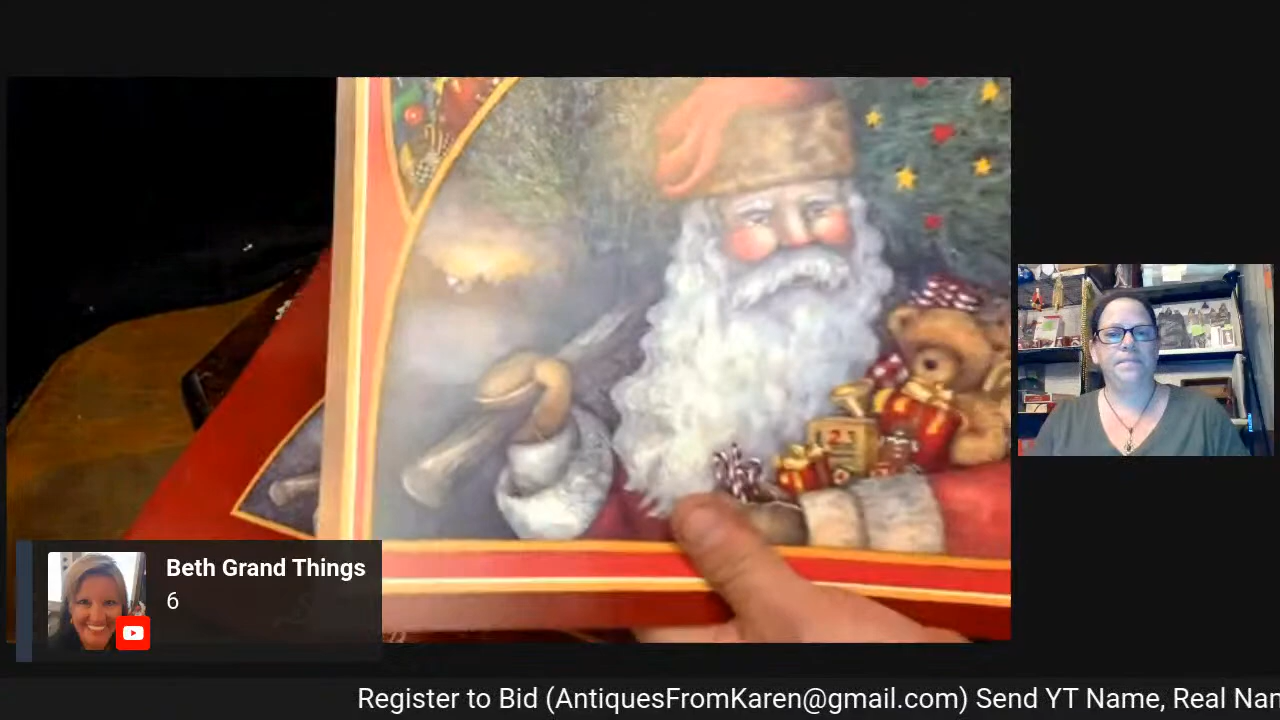 Beth Grand Things
6
Register to Bid (AntiquesFromKaren@gmail.com) Send YT Name, Real Nan